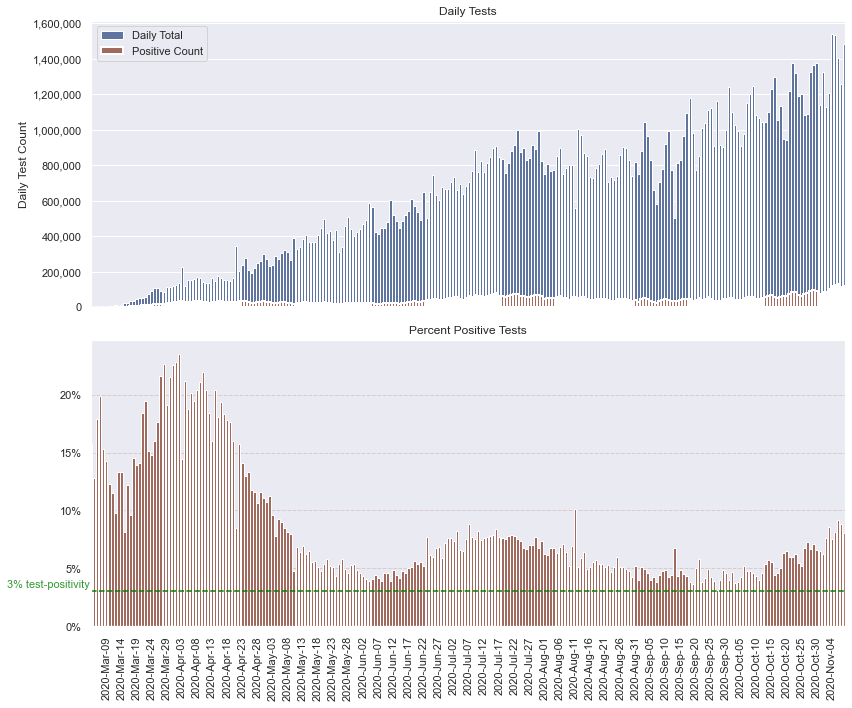 Daily Tests
Daily Total
Positive Count
1,600,000
1,400,000
1,200,000
1,000,000
800,000
600,000
400,000
200,000
0
Daily Test Count
Percent Positive Tests
20%
15%
10%
5%
3% test-positivity
0%
2020-Mar-09
2020-Mar-14
2020-Mar-19
2020-Mar-24
2020-Mar-29
2020-Apr-03
2020-Apr-08
2020-Apr-13
2020-Apr-18
2020-Apr-23
2020-Apr-28
2020-May-03
2020-May-08
2020-May-13
2020-May-18
2020-May-23
2020-May-28
2020-Jun-02
2020-Jun-07
2020-Jun-12
2020-Jun-17
2020-Jun-22
2020-Jun-27
2020-Jul-02
2020-Jul-07
2020-Jul-12
2020-Jul-17
2020-Jul-22
2020-Jul-27
2020-Aug-01
2020-Aug-06
2020-Aug-11
2020-Aug-16
2020-Aug-21
2020-Aug-26
2020-Aug-31
2020-Sep-05
2020-Sep-10
2020-Sep-15
2020-Sep-20
2020-Sep-25
2020-Sep-30
2020-Oct-05
2020-Oct-10
2020-Oct-15
2020-Oct-20
2020-Oct-25
2020-Oct-30
2020-Nov-04